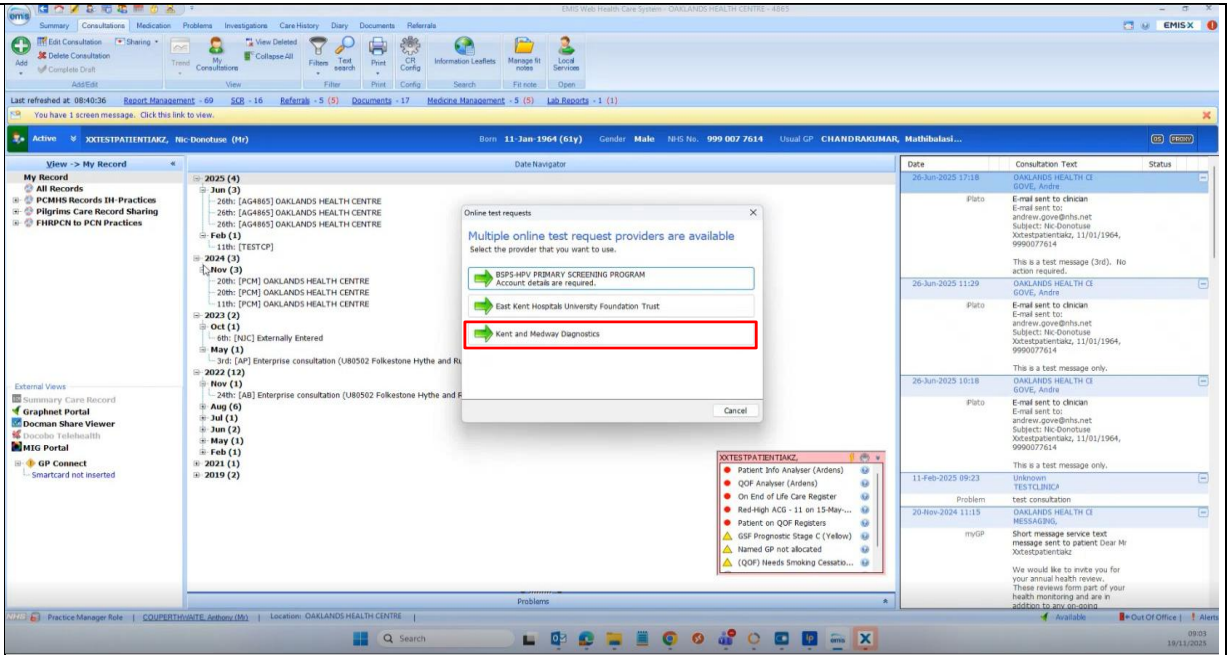 EMIS Web Health Care System - OAKLANDS HEALTH CENTRE - 4865
emis
Summary Consultations Medication Problems Investigations Care History Diary Documents Referrals
EMIS X
Add
Edit Consultation
Delete Consultation
Complete Draft
Sharing
Trend
My Consultations
View Deleted
Collapse All
Filters
Text search
Print
CR Config
Information Leaflets
Manage fit notes
Local Services
Add/Edit View Filter Print Config Search Fit note Open
Last refreshed at 08:40:36 Report Management - 69 SCR - 16 Referrals - 5 (5) Documents - 17 Medicine Management - 5 (5) Lab Reports - 1 (1)
You have 1 screen message. Click this link to view.
Active XXTESTPATIENTIAKZ, Nic-Donotuse (Mr) Born 11-Jan-1964 (61y) Gender Male NHS No. 999 007 7614 Usual GP CHANDRAKUMAR, Mathibalasi... OS PROXY
View -> My Record «
My Record
All Records
PCMHS Records IH-Practices
Pilgrims Care Record Sharing
FHRPCN to PCN Practices
External Views
Summary Care Record
Graphnet Portal
Docman Share Viewer
Docobo Telehealth
MIG Portal
GP Connect
Smartcard not inserted
Date Navigator
2025 (4)
Jun (3)
26th: [AG4865] OAKLANDS HEALTH CENTRE
26th: [AG4865] OAKLANDS HEALTH CENTRE
26th: [AG4865] OAKLANDS HEALTH CENTRE
Feb (1)
11th: [TESTCP]
2024 (3)
Nov (3)
20th: [PCM] OAKLANDS HEALTH CENTRE
20th: [PCM] OAKLANDS HEALTH CENTRE
11th: [PCM] OAKLANDS HEALTH CENTRE
2023 (2)
Oct (1)
6th: [NJC] Externally Entered
May (1)
3rd: [AP] Enterprise consultation (U80502 Folkestone Hythe and Ru
2022 (12)
Nov (1)
24th: [AB] Enterprise consultation (U80502 Folkestone Hythe and R
Aug (6)
Jul (1)
Jun (2)
May (1)
Feb (1)
2021 (1)
2019 (2)
Online test requests
Multiple online test request providers are available
Select the provider that you want to use.
BSPS-HPV PRIMARY SCREENING PROGRAM
Account details are required.
East Kent Hospitals University Foundation Trust
Kent and Medway Diagnostics
Cancel
XXTESTPATIENTIAKZ,
Patient Info Analyser (Ardens)
QOF Analyser (Ardens)
On End of Life Care Register
Red-High ACG - 11 on 15-May-...
Patient on QOF Registers
GSF Prognostic Stage C (Yellow)
Named GP not allocated
(QOF) Needs Smoking Cessatio...
Problems
Date Consultation Text Status
26-Jun-2025 17:16 OAKLANDS HEALTH CE
GOVE, Andre
Plato E-mail sent to clinician
E-mail sent to:
andrew.gove@nhs.net
Subject: Nic-Donotuse
Xxtestpatientiakz, 11/01/1964,
9990077614
This is a test message (3rd). No
action required.
26-Jun-2025 11:29 OAKLANDS HEALTH CE
GOVE, Andre
Plato E-mail sent to clinician
E-mail sent to:
andrew.gove@nhs.net
Subject: Nic-Donotuse
Xxtestpatientiakz, 11/01/1964,
9990077614
This is a test message only.
26-Jun-2025 10:18 OAKLANDS HEALTH CE
GOVE, Andre
Plato E-mail sent to clinician
E-mail sent to:
andrew.gove@nhs.net
Subject: Nic-Donotuse
Xxtestpatientiakz, 11/01/1964,
9990077614
This is a test message only.
11-Feb-2025 09:23 Unknown
TESTCLINICA
Problem test consultation
20-Nov-2024 11:15 OAKLANDS HEALTH CE
MESSAGING,
myGP Short message service text
message sent to patient Dear Mr
Xxtestpatientiakz
We would like to invite you for
your annual health review.
These reviews form part of your
health monitoring and are in
addition to any on-going
Practice Manager Role | COUPERTHWAITE, Anthony (Mr) | Location: OAKLANDS HEALTH CENTRE |
Available Out Of Office | Alerts
Search
emis
09:03
19/11/2025